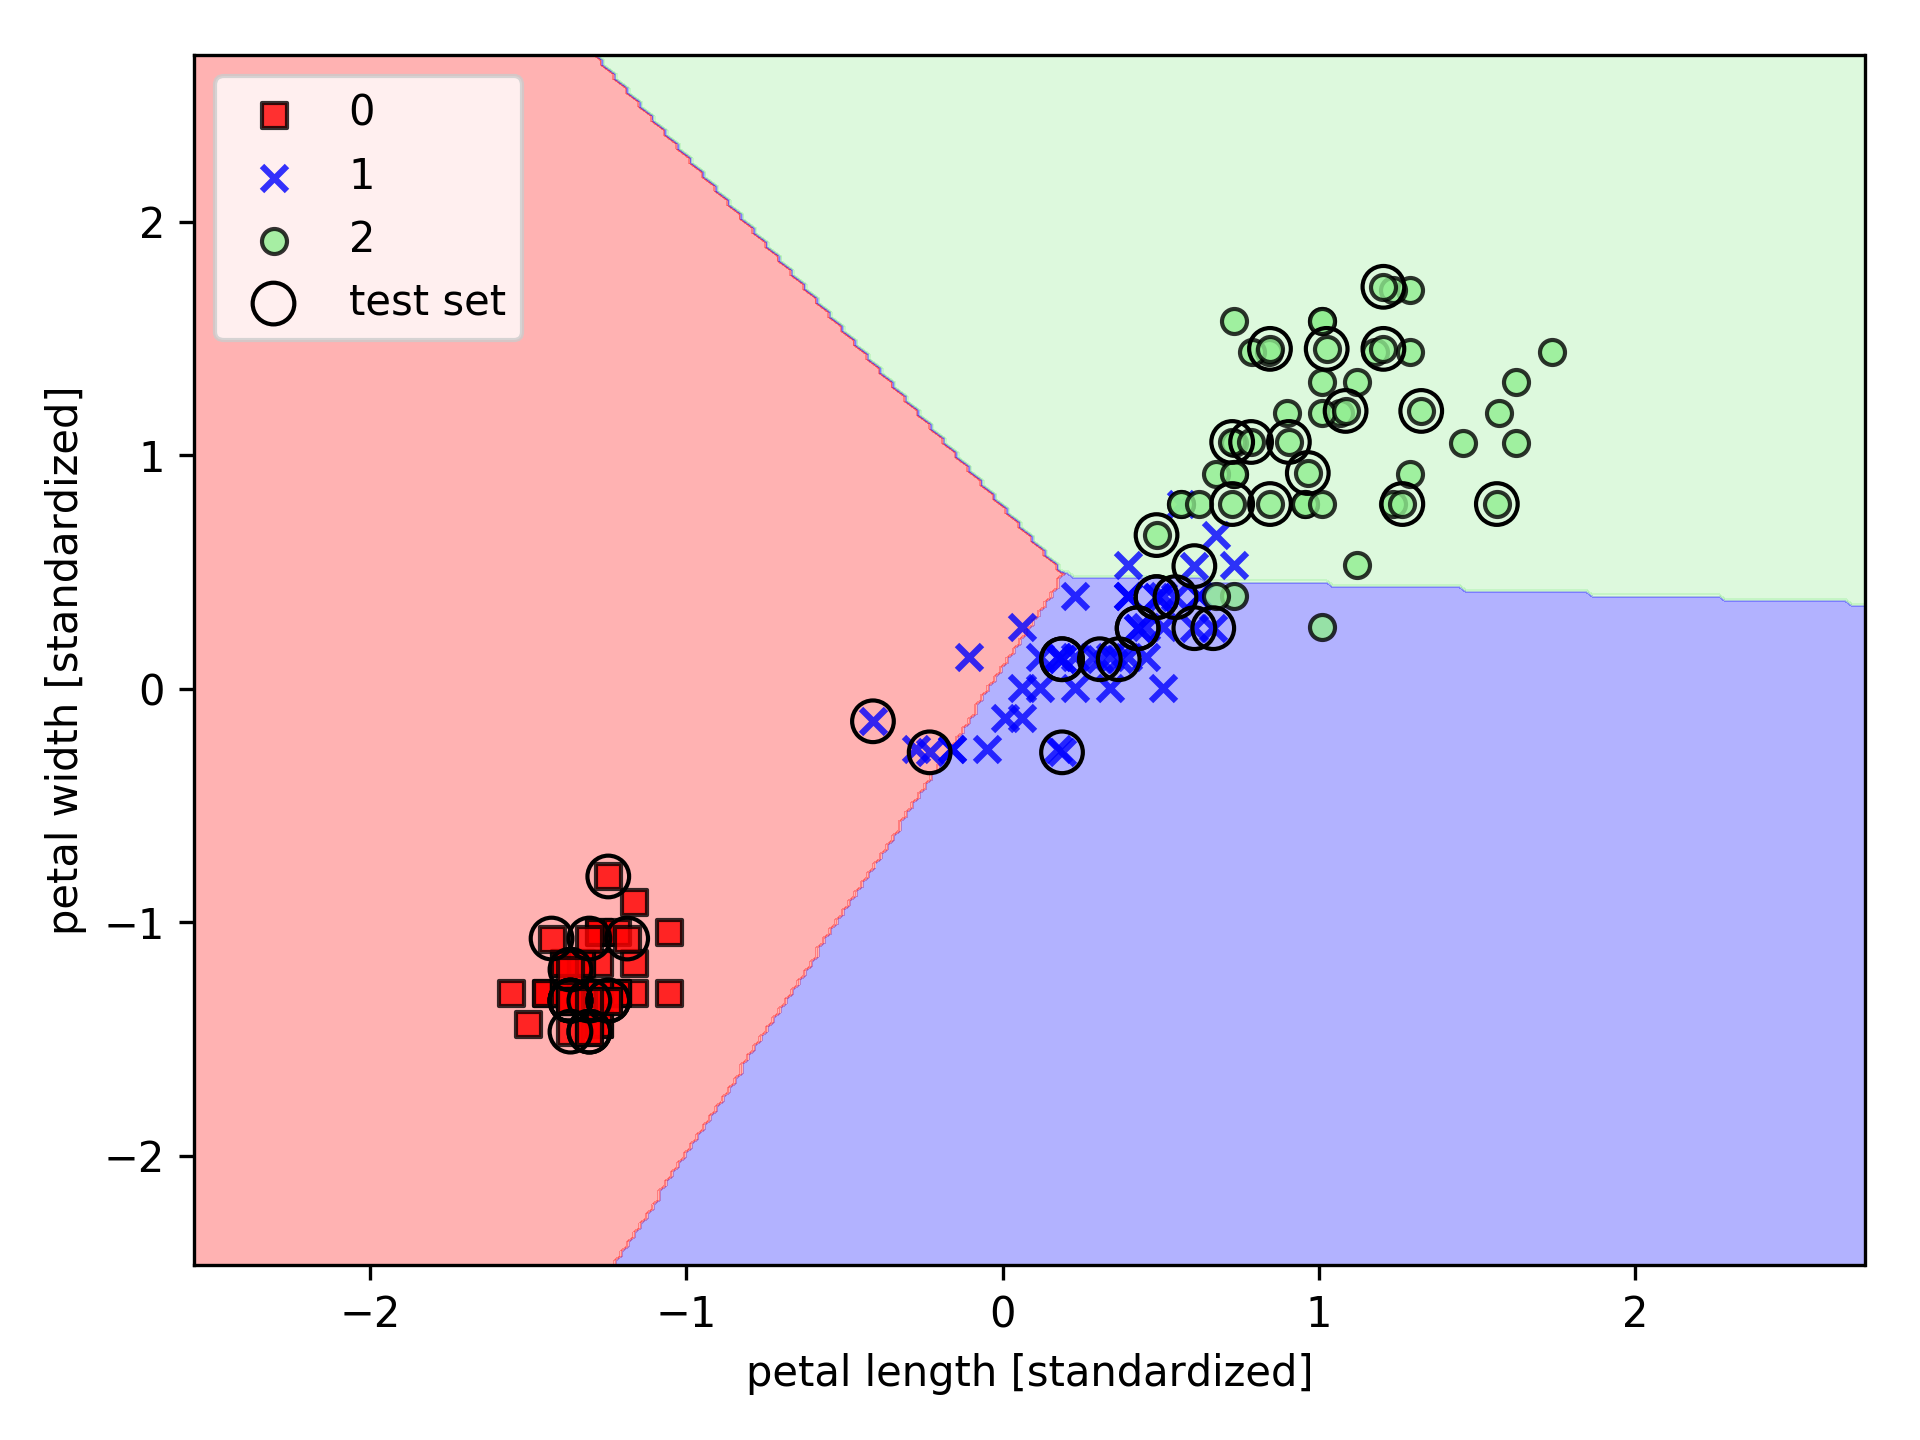 0
1
2
test set
2
1
0
−1
−2
petal width [standardized]
−2 −1 0 1 2
petal length [standardized]